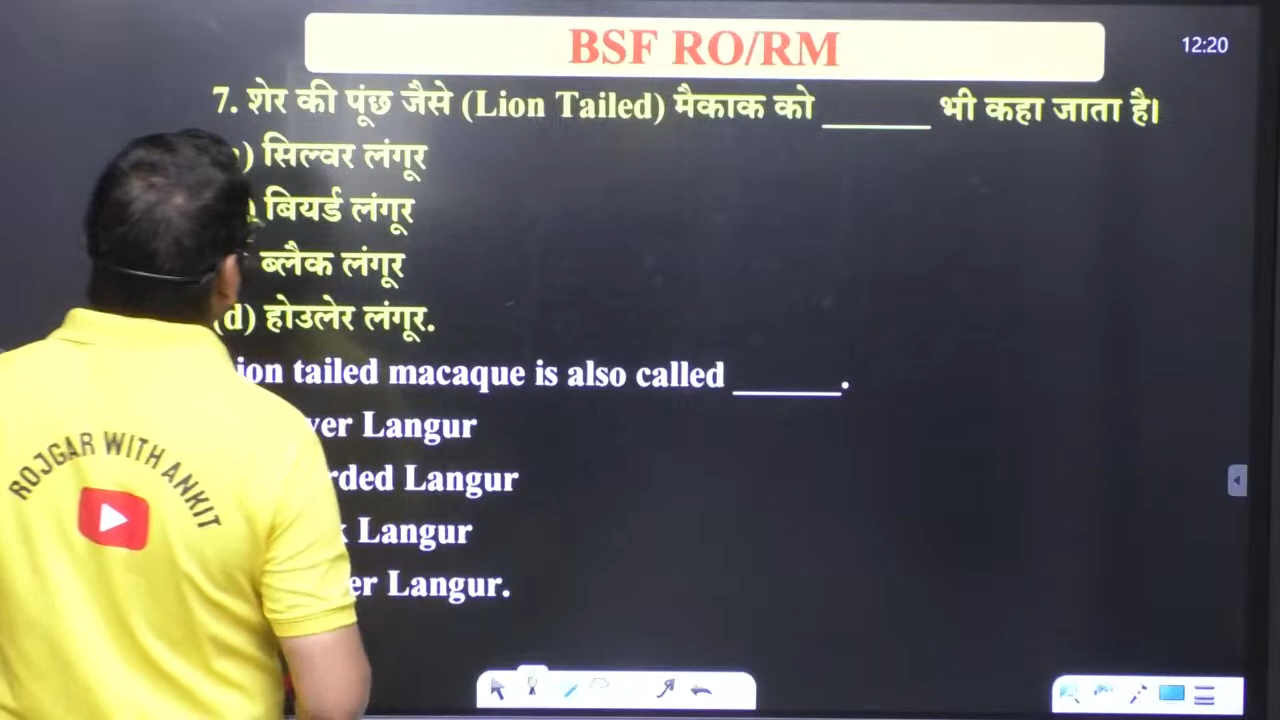 BSF RO/RM
12:20
7. शेर की पूंछ जैसे (Lion Tailed) मैकाक को ______ भी कहा जाता है।
) सिल्वर लंगूर
बियर्ड लंगूर
ब्लैक लंगूर
(d) होउलेर लंगूर.
ion tailed macaque is also called ______.
ver Langur
rded Langur
k Langur
er Langur.
ROJGAR WITH ANKIT